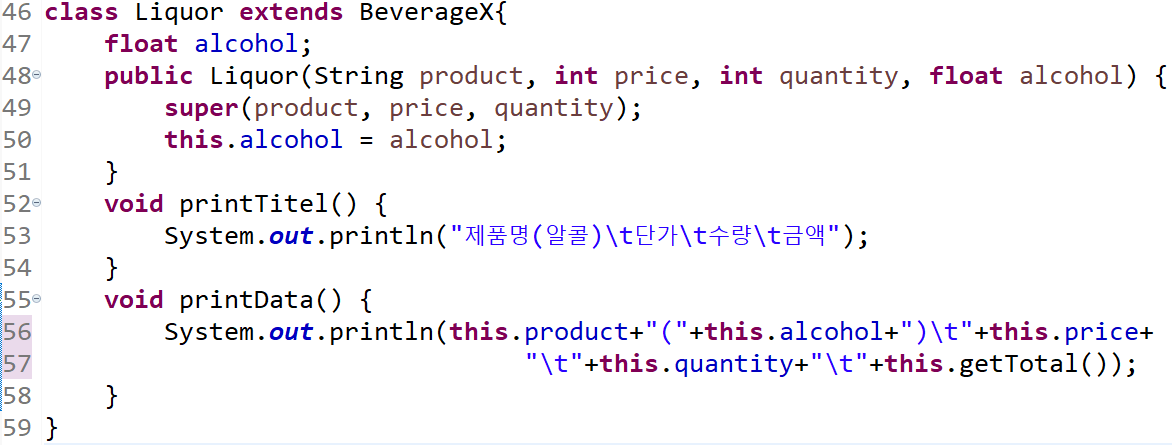 46 class Liquor extends BeverageX{
47     float alcohol;
48     public Liquor(String product, int price, int quantity, float alcohol) {
49         super(product, price, quantity);
50         this.alcohol = alcohol;
51     }
52     void printTitel() {
53         System.out.println("제품명(알콜)\t단가\t수량\t금액");
54     }
55     void printData() {
56         System.out.println(this.product+"("+this.alcohol+")\t"+this.price+
57                                 "\t"+this.quantity+"\t"+this.getTotal());
58     }
59 }